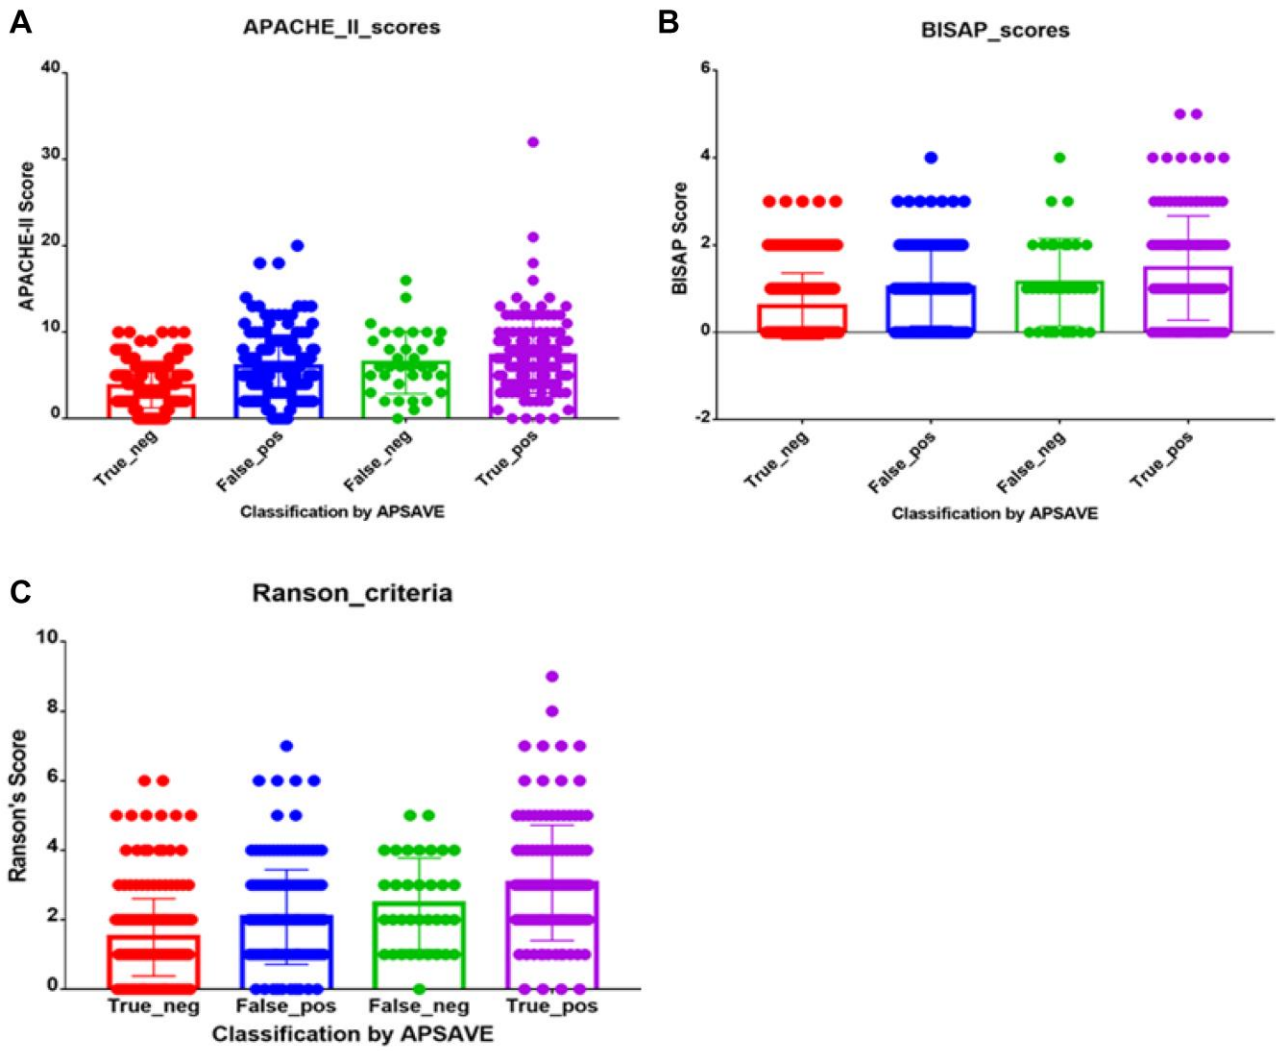 A
APACHE_II_scores
40
30
20
10
0
APACHE-II Score
True_neg
False_pos
False_neg
True_pos
Classification by APSAVE
B
BISAP_scores
6
4
2
0
-2
BISAP Score
True_neg
False_pos
False_neg
True_pos
Classification by APSAVE
C
Ranson_criteria
10
8
6
4
2
0
Ranson's Score
True_neg False_pos False_neg True_pos
Classification by APSAVE